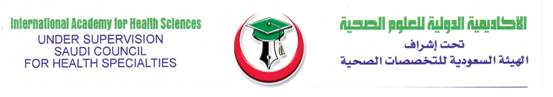 International Academy for Health Sciences
UNDER SUPERVISION
SAUDI COUNCIL
FOR HEALTH SPECIALTIES
الاكاديمية الدولية للعلوم الصحية
تحت إشراف
الهيئة السعودية للتخصصات الصحية